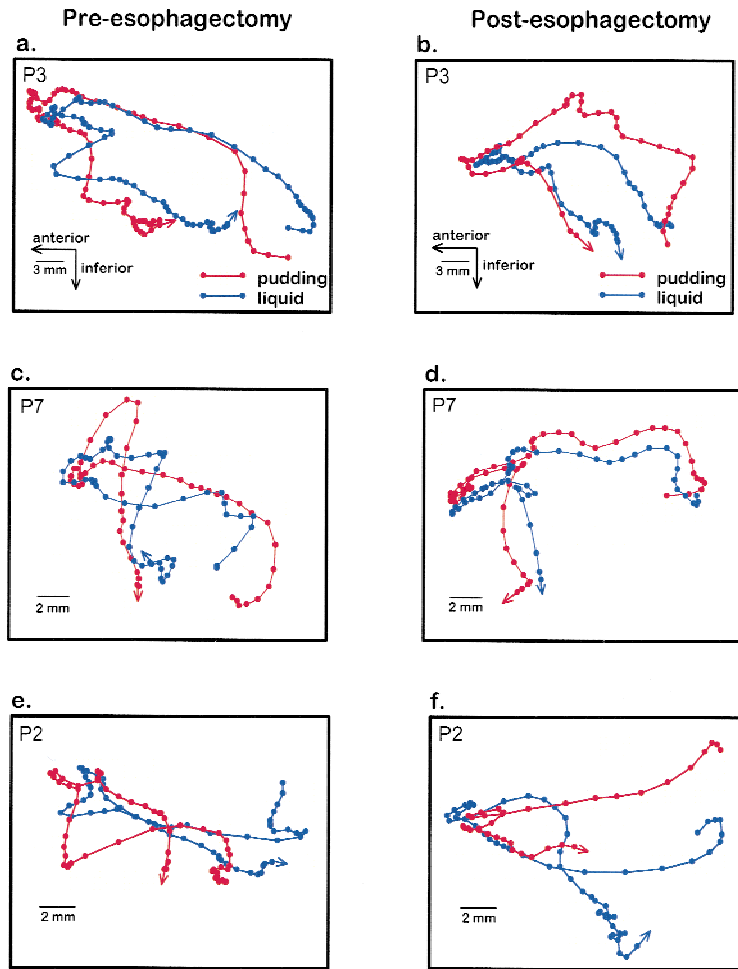 Pre-esophagectomy
Post-esophagectomy
a.
P3
anterior
3 mm
inferior
pudding
liquid
b.
P3
anterior
3 mm
inferior
pudding
liquid
c.
P7
2 mm
d.
P7
2 mm
e.
P2
2 mm
f.
P2
2 mm